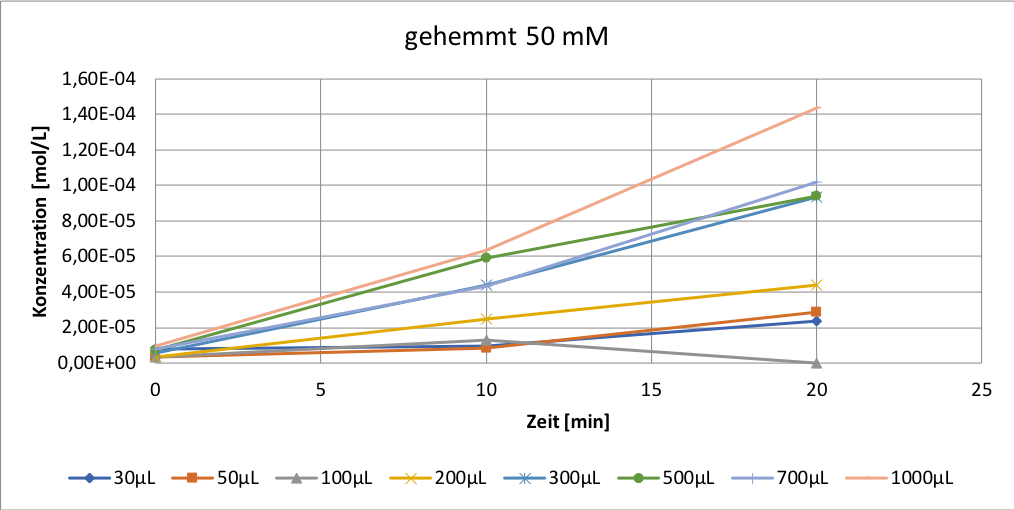 gehemmt 50 mM
1,60E-04
1,40E-04
1,20E-04
1,00E-04
8,00E-05
6,00E-05
4,00E-05
2,00E-05
0,00E+00
Konzentration [mol/L]
0 5 10 15 20 25
Zeit [min]
30µL 50µL 100µL 200µL 300µL 500µL 700µL 1000µL